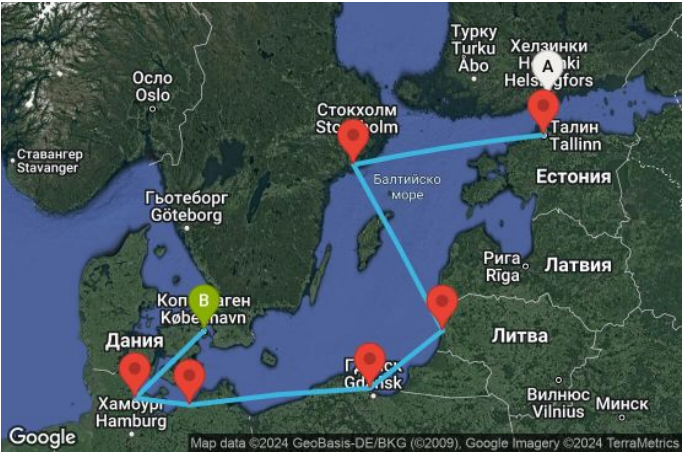 Турку
Turku
Åbo
Хелзинки
Helsinki
Helsingfors
A
Осло
Oslo
Стокхолм
Stockholm
Талин
Tallinn
Ставангер
Stavanger
Балтийско
море
ЕСТОНИЯ
Гьотеборг
Göteborg
Рига
Rīga
ЛАТВИЯ
B
København
Дания
Литва
Gdańsk
Хамбург
Hamburg
Вилнюс
Vilnius
Минск
Google
Map data ©2024 GeoBasis-DE/BKG (©2009), Google Imagery ©2024 TerraMetrics